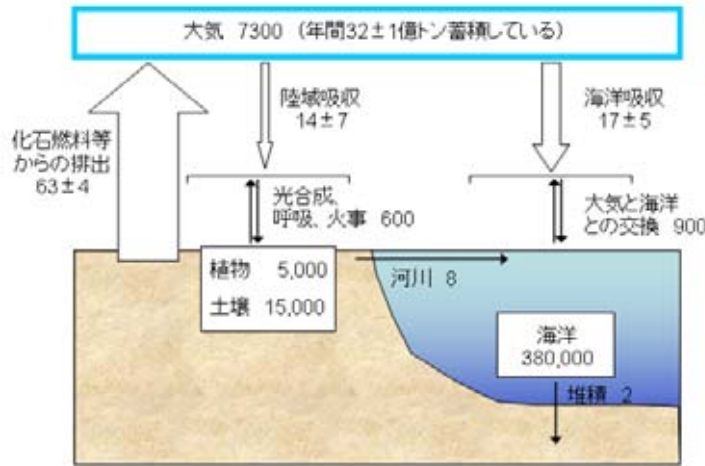 大気 7300 （年間32±1億トン蓄積している）
化石燃料等
からの排出
63±4
陸域吸収
14±7
海洋吸収
17±5
光合成、
呼吸、火事 600
大気と海洋
との交換 900
植物 5,000
土壌 15,000
河川 8
海洋
380,000
堆積 2